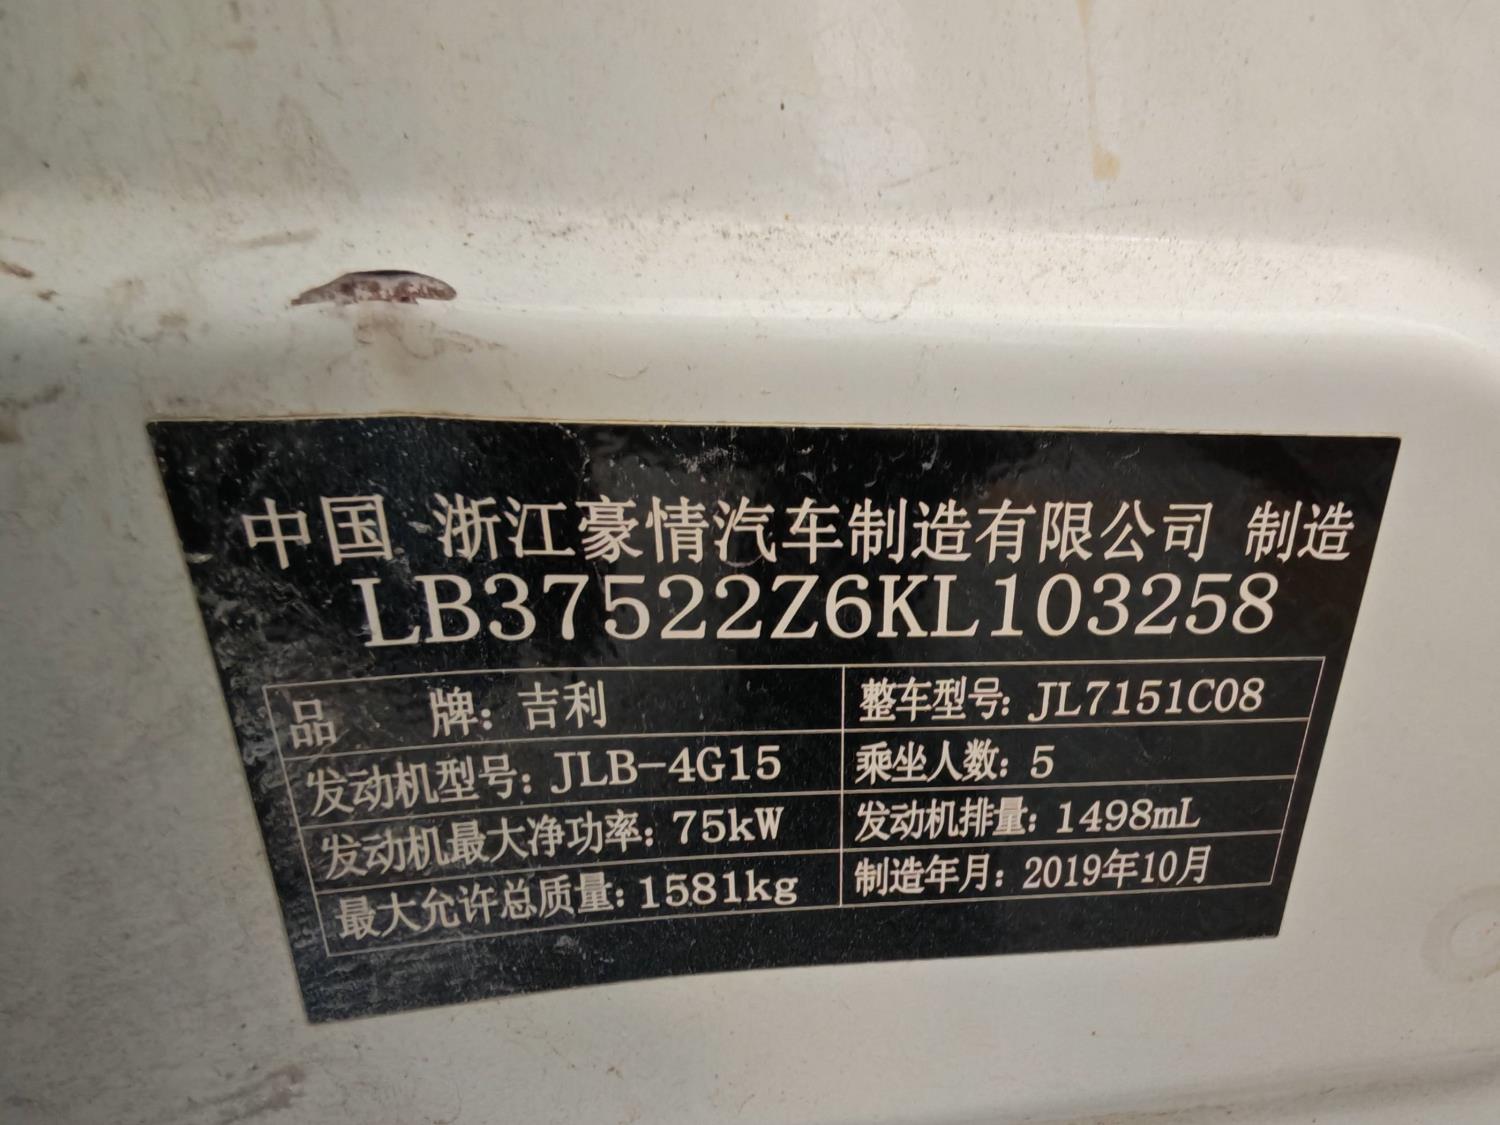 中国 浙江豪情汽车制造有限公司 制造
LB37522Z6KL103258
品 牌: 吉利 整车型号: JL7151C08
发动机型号: JLB-4G15 乘坐人数: 5
发动机最大净功率: 75kW 发动机排量: 1498mL
最大允许总质量: 1581kg 制造年月: 2019年10月